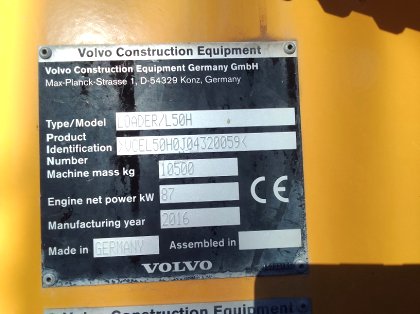 Volvo Construction Equipment
Volvo Construction Equipment Germany GmbH
Max-Planck-Strasse 1, D-54329 Konz, Germany
Type/Model LOADER/L50H
Product
Identification VCEL50H0J04320059<
Number
Machine mass kg 10500
Engine net power kW 87
Manufacturing year 2016
CE
Made in GERMANY Assembled in
VOLVO
Volvo Construction Equipment